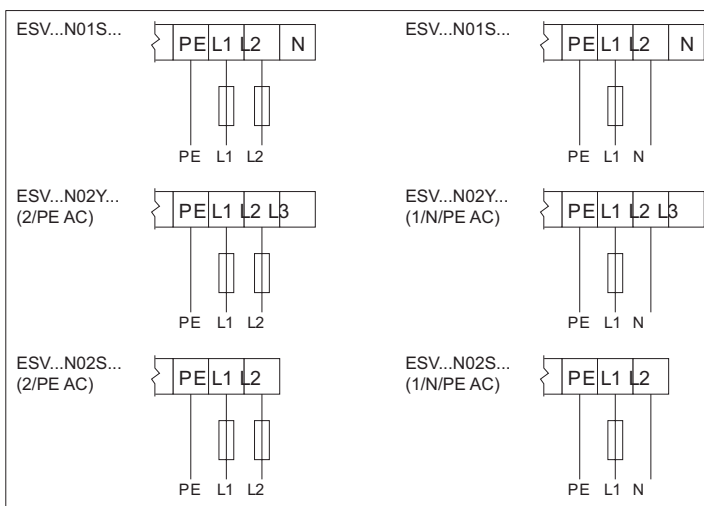 ESV...N01S...
PE L1 L2 N
PE L1 L2
ESV...N01S...
PE L1 L2 N
PE L1 N
ESV...N02Y...
(2/PE AC)
PE L1 L2 L3
PE L1 L2
ESV...N02Y...
(1/N/PE AC)
PE L1 L2 L3
PE L1 N
ESV...N02S...
(2/PE AC)
PE L1 L2
PE L1 L2
ESV...N02S...
(1/N/PE AC)
PE L1 L2
PE L1 N